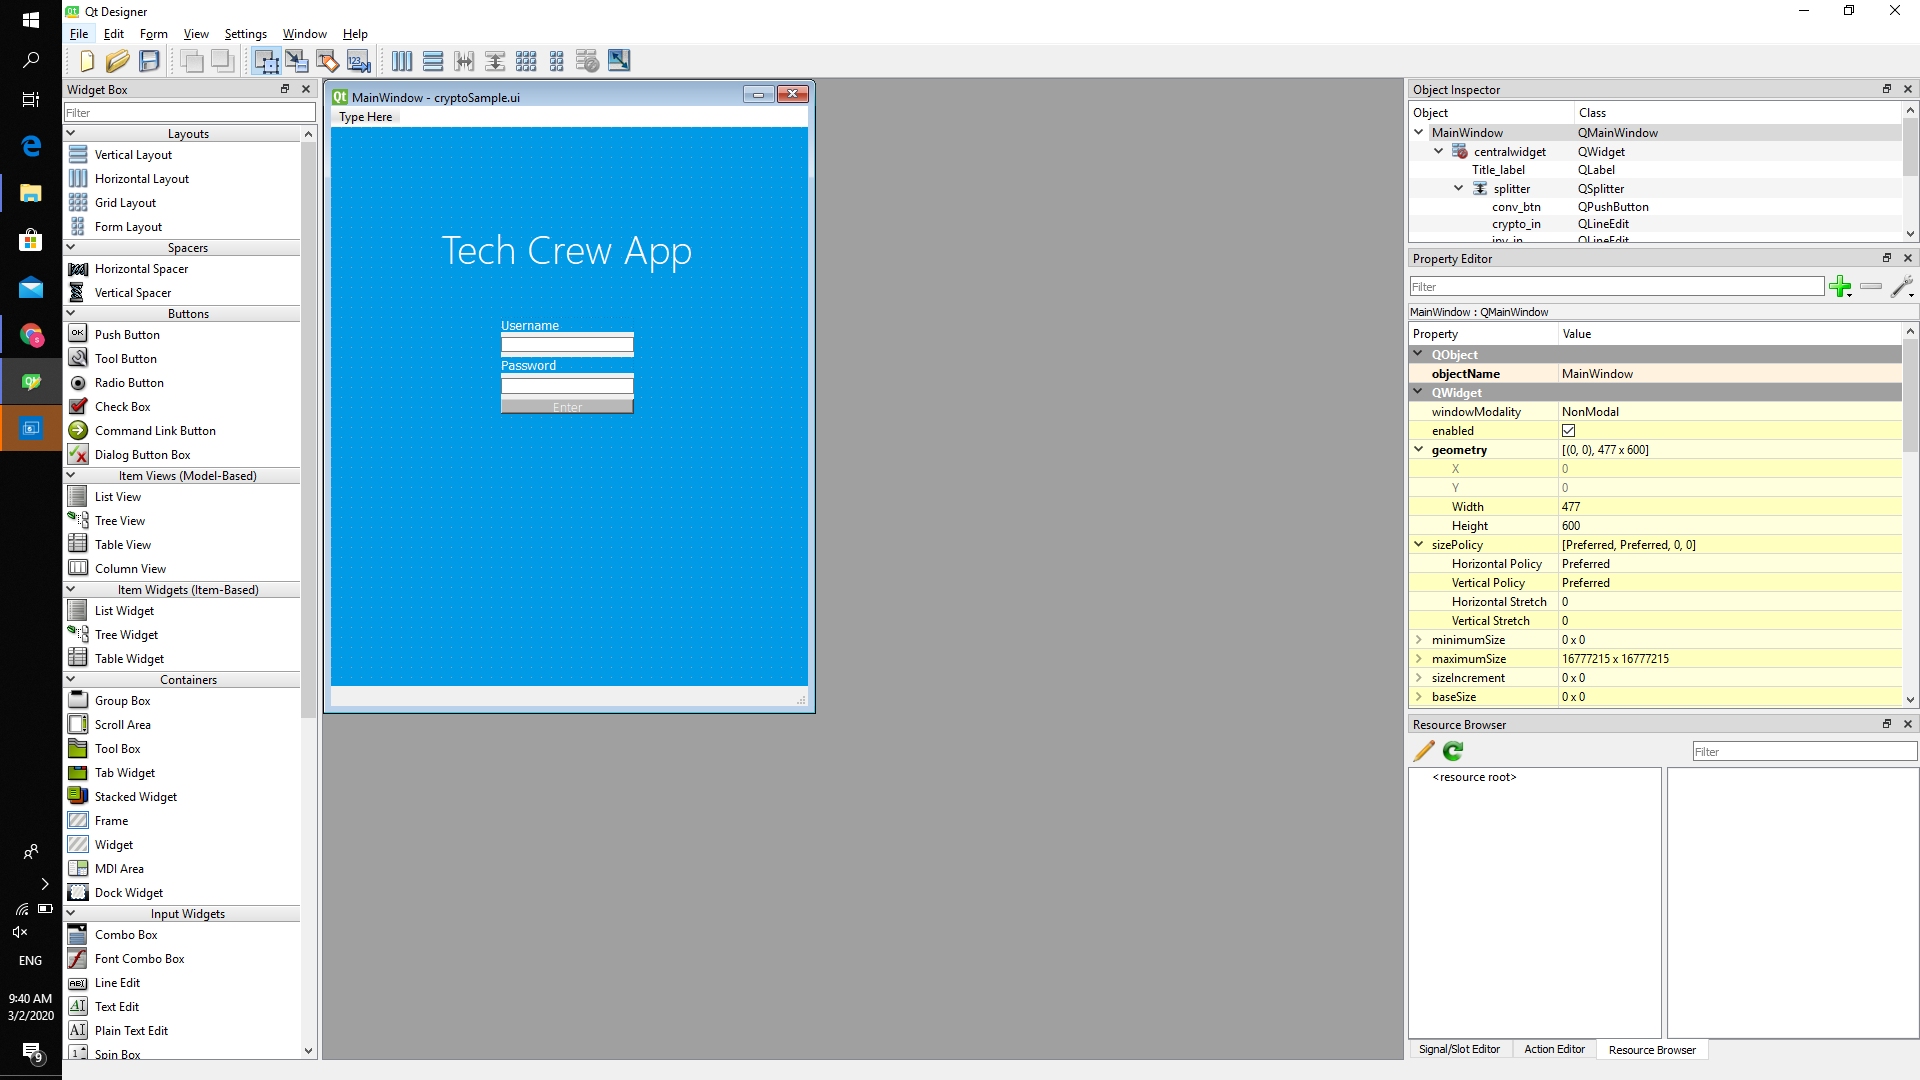 Qt Designer
File Edit Form View Settings Window Help
Widget Box
Filter
Layouts
Vertical Layout
Horizontal Layout
Grid Layout
Form Layout
Spacers
Horizontal Spacer
Vertical Spacer
Buttons
Push Button
Tool Button
Radio Button
Check Box
Command Link Button
Dialog Button Box
Item Views (Model-Based)
List View
Tree View
Table View
Column View
Item Widgets (Item-Based)
List Widget
Tree Widget
Table Widget
Containers
Group Box
Scroll Area
Tool Box
Tab Widget
Stacked Widget
Frame
Widget
MDI Area
Dock Widget
Input Widgets
Combo Box
Font Combo Box
Line Edit
Text Edit
Plain Text Edit
Spin Box
MainWindow - cryptoSample.ui
Type Here
Tech Crew App
Username
Password
Enter
Object Inspector
Object Class
MainWindow QMainWindow
centralwidget QWidget
Title_label QLabel
splitter QSplitter
conv_btn QPushButton
crypto_in QLineEdit
inv_in QLineEdit
Property Editor
Filter
MainWindow : QMainWindow
Property Value
QObject
objectName MainWindow
QWidget
windowModality NonModal
enabled
geometry [(0, 0), 477 x 600]
X 0
Y 0
Width 477
Height 600
sizePolicy [Preferred, Preferred, 0, 0]
Horizontal Policy Preferred
Vertical Policy Preferred
Horizontal Stretch 0
Vertical Stretch 0
minimumSize 0 x 0
maximumSize 16777215 x 16777215
sizeIncrement 0 x 0
baseSize 0 x 0
Resource Browser
Filter
<resource root>
Signal/Slot Editor Action Editor Resource Browser
ENG
9:40 AM
3/2/2020
9